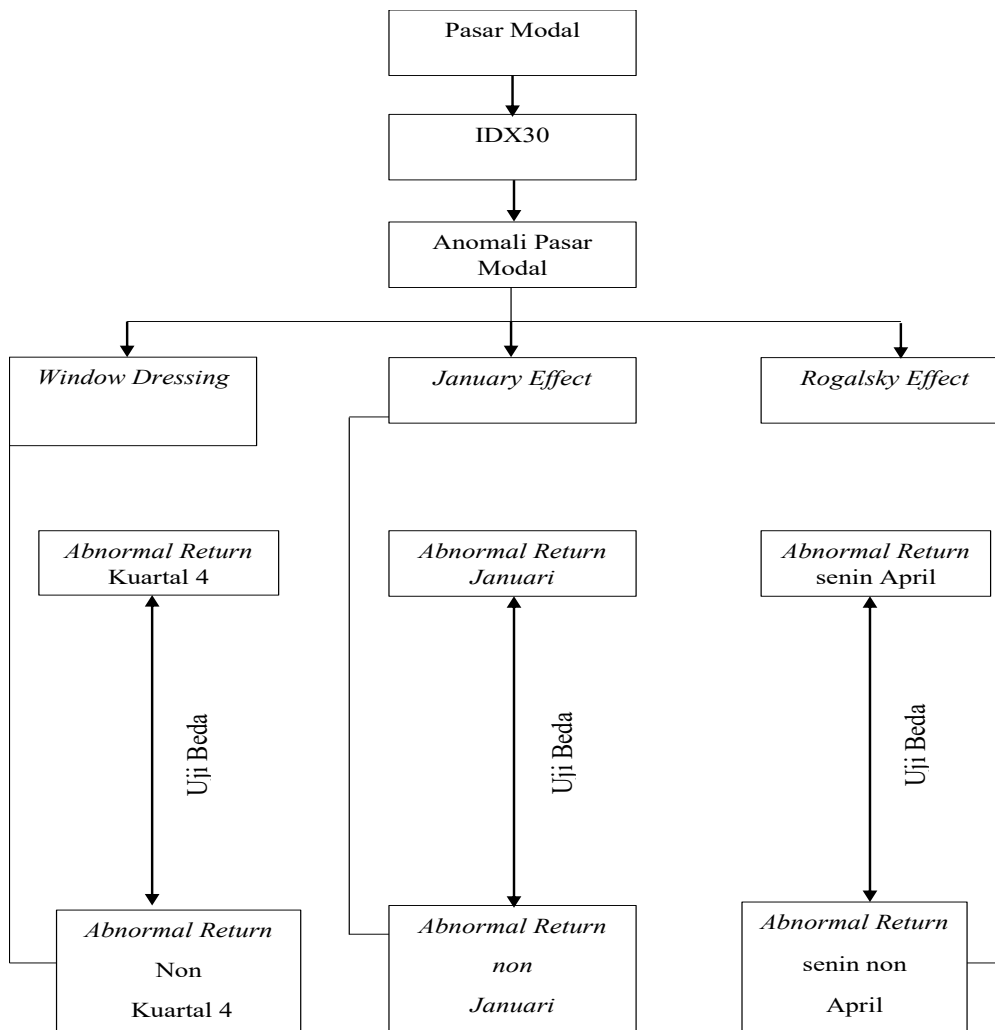 Pasar Modal
IDX30
Anomali Pasar
Modal
Window Dressing
January Effect
Rogalsky Effect
Abnormal Return
Kuartal 4
Abnormal Return
Januari
Abnormal Return
senin April
Uji Beda
Uji Beda
Uji Beda
Abnormal Return
Non
Kuartal 4
Abnormal Return
non
Januari
Abnormal Return
senin non
April